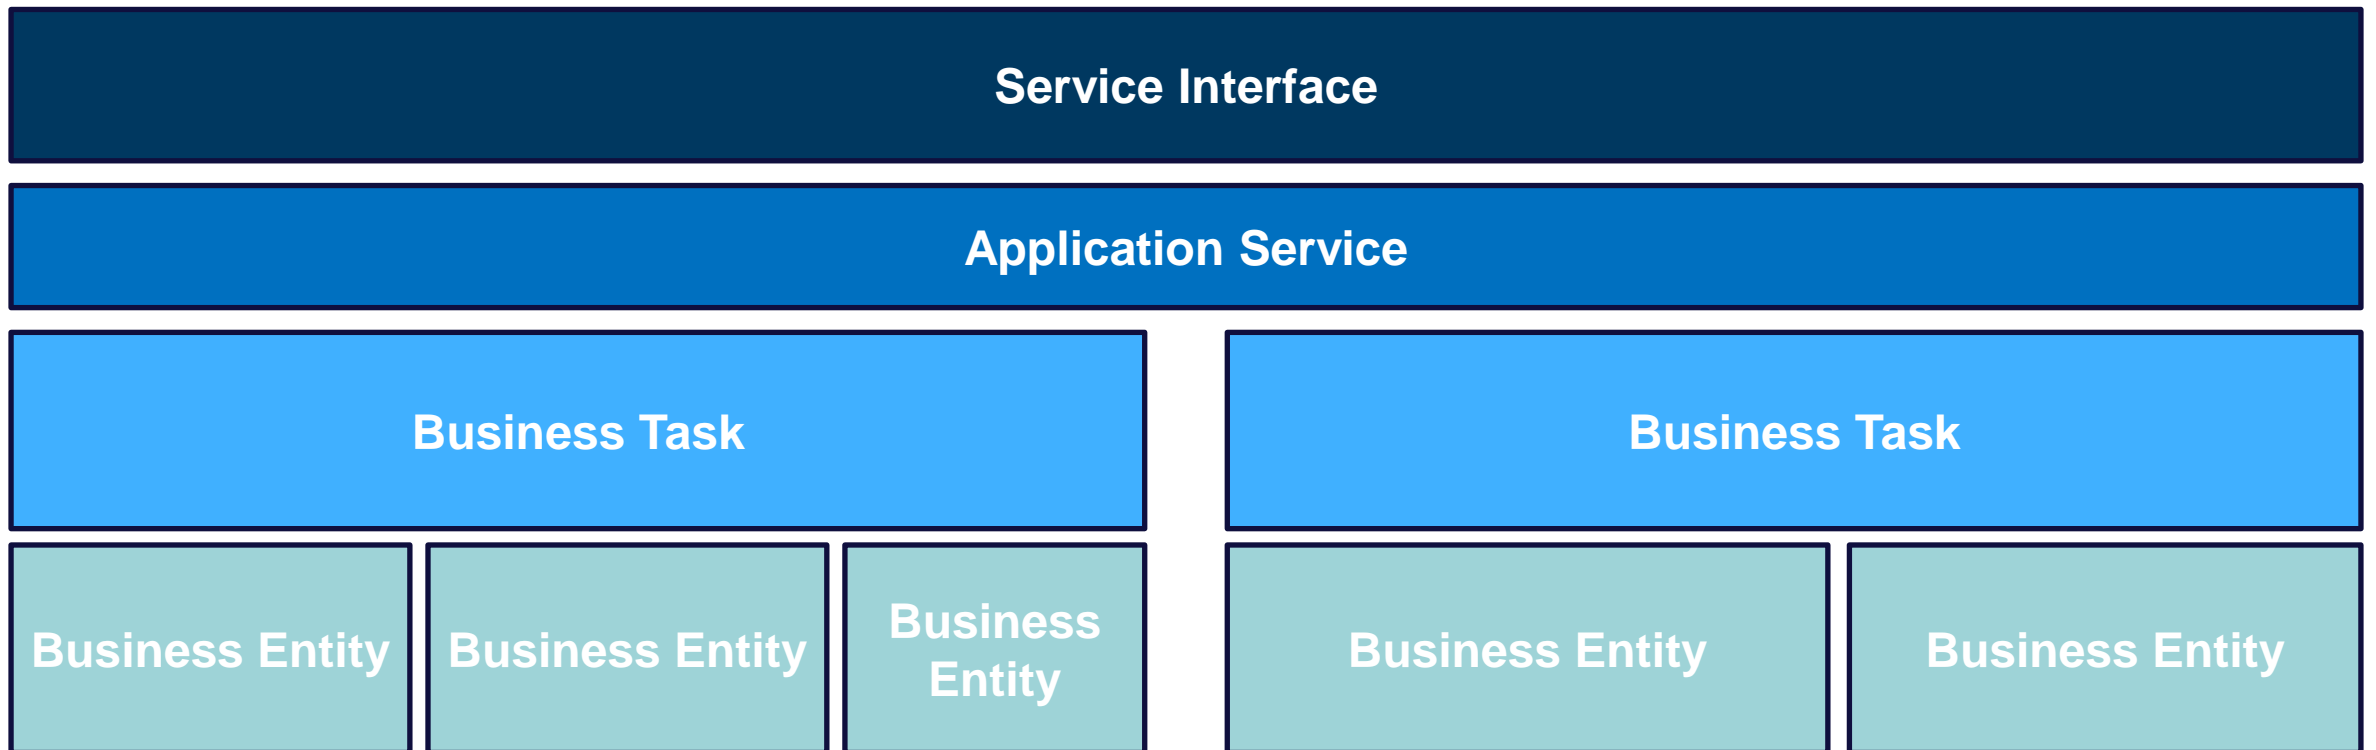 Service Interface
Application Service
Business Task
Business Task
Business Entity
Business Entity
Business
Entity
Business Entity
Business Entity